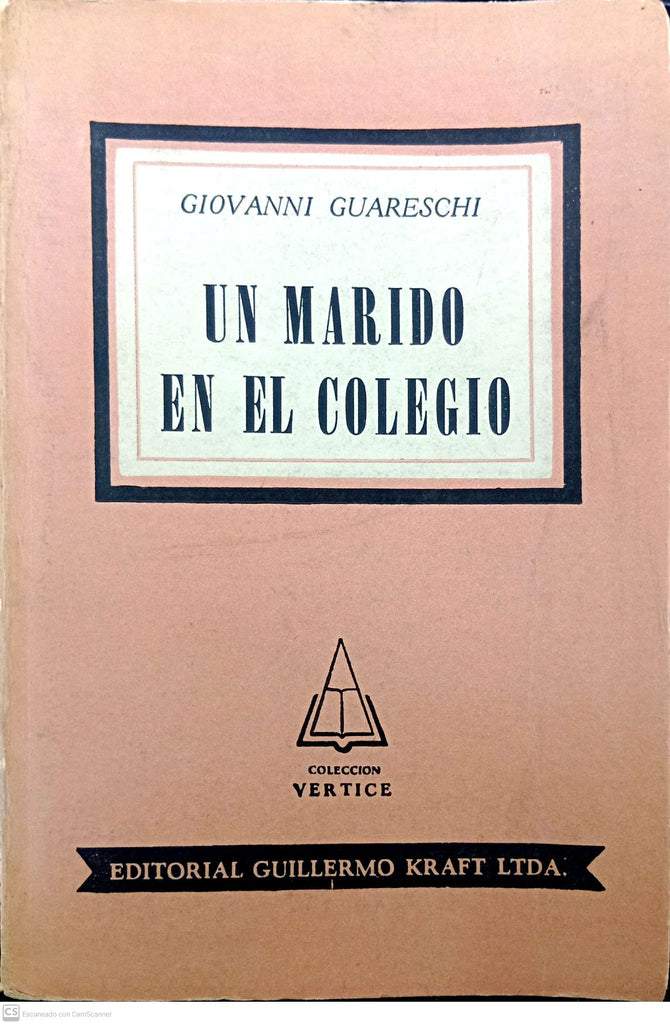 GIOVANNI GUARESCHI
UN MARIDO
EN EL COLEGIO
COLECCION
VERTICE
EDITORIAL GUILLERMO KRAFT LTDA.
CS Escaneado con CamScanner